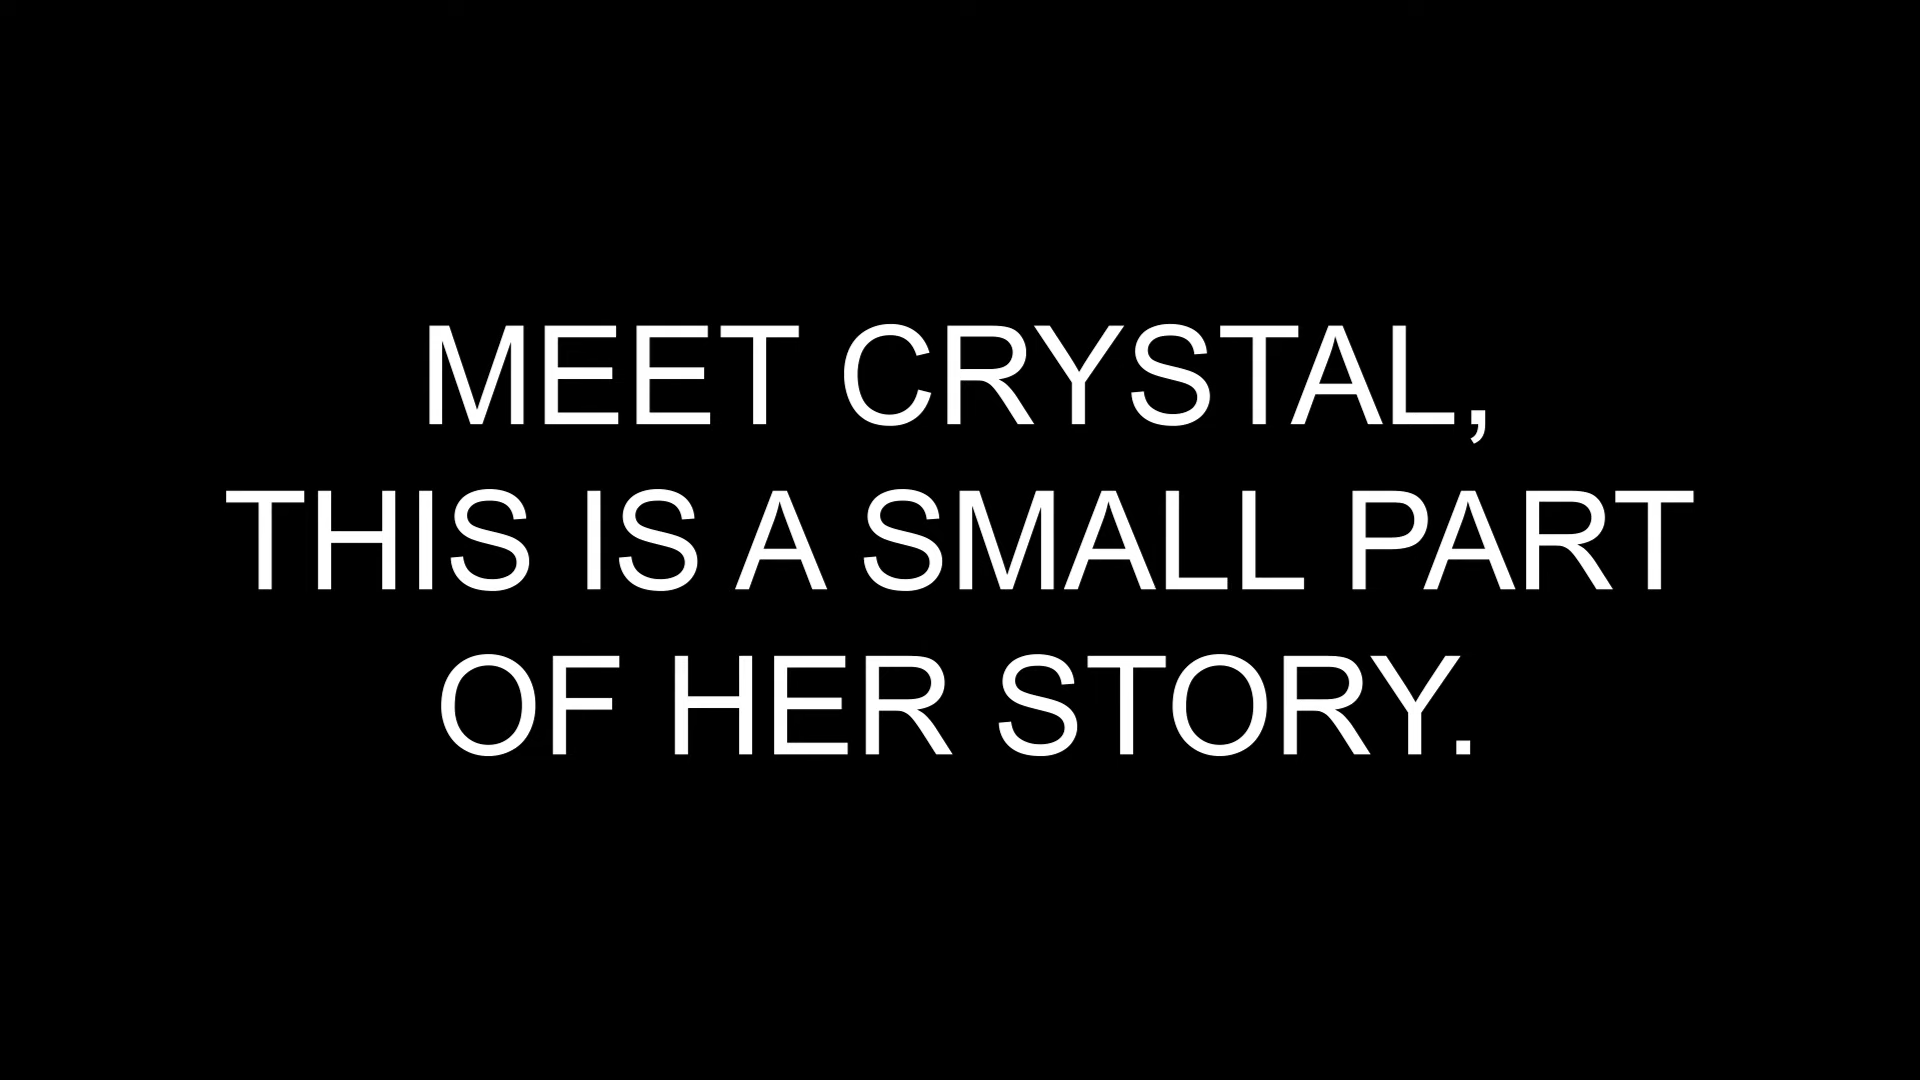 MEET CRYSTAL,
THIS IS A SMALL PART
OF HER STORY.